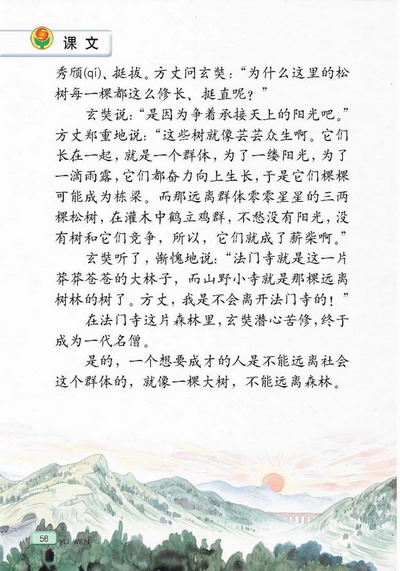 课文
秀颀(qí)、挺拔。方丈问玄奘：“为什么这里的松
树每一棵都这么修长、挺直呢？”
玄奘说：“是因为争着承接天上的阳光吧。”
方丈郑重地说：“这些树就像芸芸众生啊。它们
长在一起，就是一个群体，为了一缕阳光，为了
一滴雨露，它们都奋力向上生长，于是它们棵棵
可能成为栋梁。而那远离群体零零星星的三两
棵松树，在灌木中鹤立鸡群，不愁没有阳光，没
有树和它们竞争，所以，它们就成了薪柴啊。”
玄奘听了，惭愧地说：“法门寺就是这一片
莽莽苍苍的大林子，而山野小寺就是那棵远离
树林的树了。方丈，我是不会离开法门寺的！”
在法门寺这片森林里，玄奘潜心苦修，终于
成为一代名僧。
是的，一个想要成才的人是不能远离社会
这个群体的，就像一棵大树，不能远离森林。
56
YU WEN